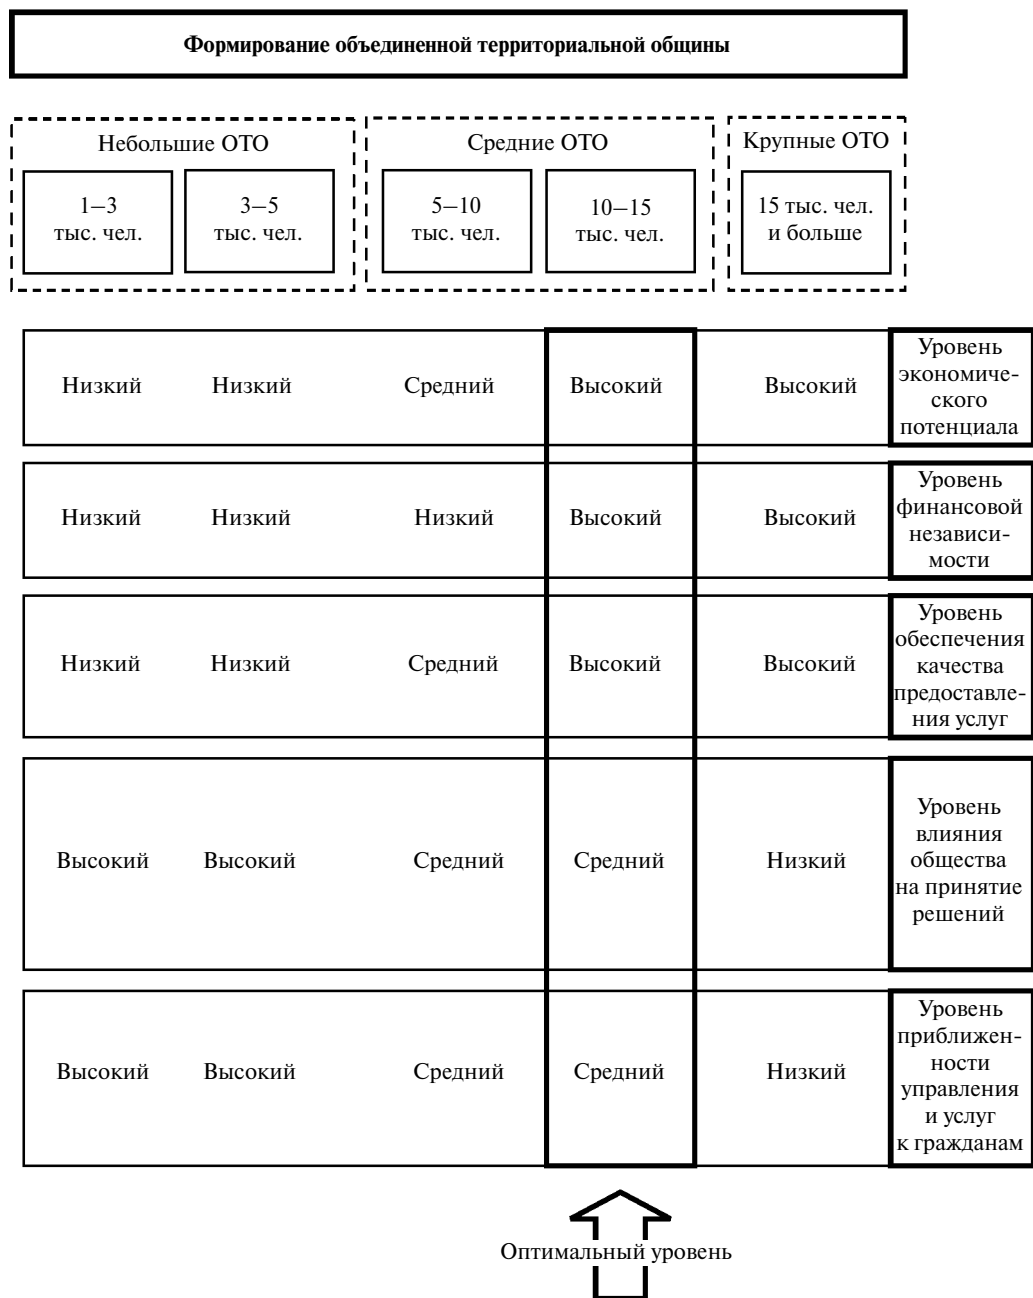 Формирование объединенной территориальной общины
Небольшие ОТО
Средние ОТО
Крупные ОТО
1–3
тыс. чел.
3–5
тыс. чел.
5–10
тыс. чел.
10–15
тыс. чел.
15 тыс. чел.
и больше
Низкий Низкий Средний Высокий Высокий
Уровень
экономиче-
ского
потенциала
Низкий Низкий Низкий Высокий Высокий
Уровень
финансовой
независи-
мости
Низкий Низкий Средний Высокий Высокий
Уровень
обеспечения
качества
предоставле-
ния услуг
Высокий Высокий Средний Средний Низкий
Уровень
влияния
общества
на принятие
решений
Высокий Высокий Средний Средний Низкий
Уровень
приближен-
ности
управления
и услуг
к гражданам
Оптимальный уровень